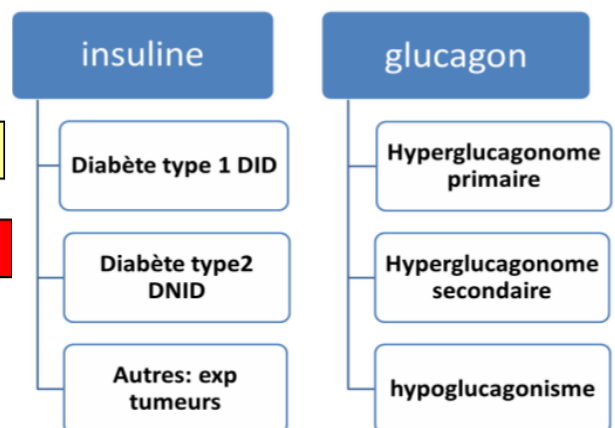 insuline
Diabète type 1 DID
Diabète type2
DNID
Autres: exp
tumeurs
glucagon
Hyperglucagonome
primaire
Hyperglucagonome
secondaire
hypoglucagonisme